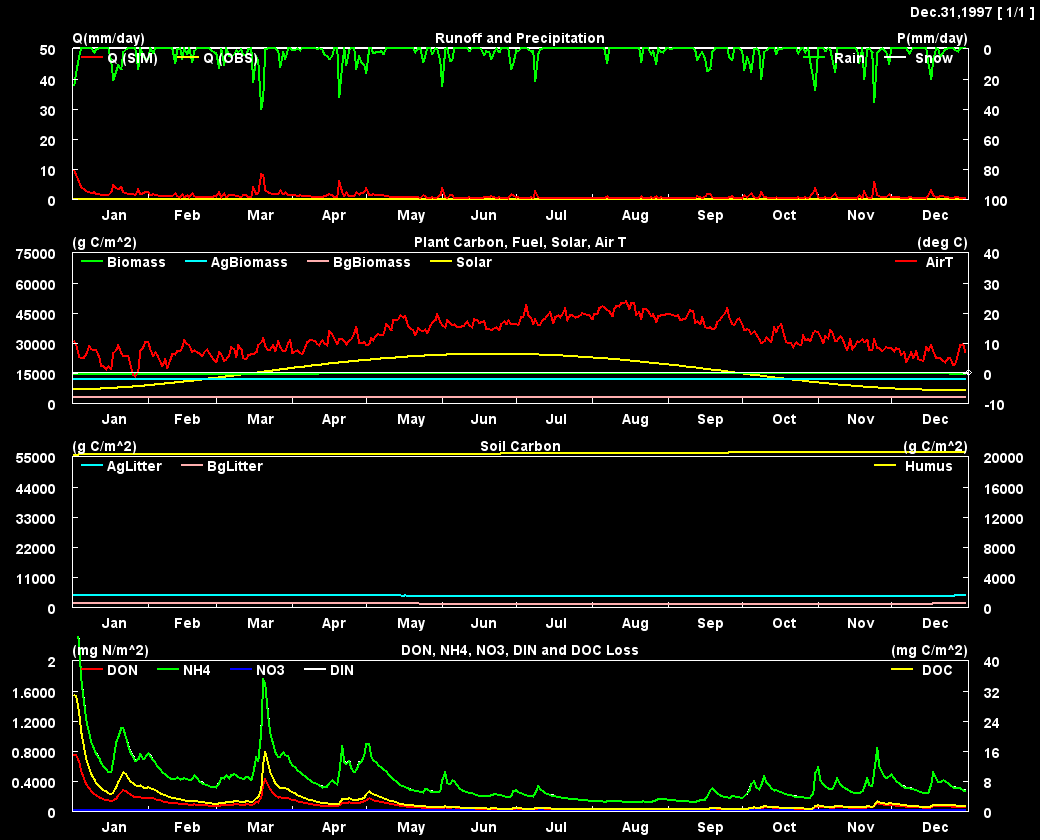 Dec.31,1997 [ 1/1 ]
Q(mm/day) Runoff and Precipitation P(mm/day)
50 0
Q (SIM) Q (OBS) Rain Snow
40 20
30 40
20 60
10 80
0 100
Jan Feb Mar Apr May Jun Jul Aug Sep Oct Nov Dec
(g C/m^2) Plant Carbon, Fuel, Solar, Air T (deg C)
75000 40
Biomass AgBiomass BgBiomass Solar AirT
60000 30
45000 20
30000 10
15000 0
0 -10
Jan Feb Mar Apr May Jun Jul Aug Sep Oct Nov Dec
(g C/m^2) Soil Carbon (g C/m^2)
55000 20000
AgLitter BgLitter Humus
44000 16000
33000 12000
22000 8000
11000 4000
0 0
Jan Feb Mar Apr May Jun Jul Aug Sep Oct Nov Dec
(mg N/m^2) DON, NH4, NO3, DIN and DOC Loss (mg C/m^2)
2 40
DON NH4 NO3 DIN DOC
1.6000 32
1.2000 24
0.8000 16
0.4000 8
0 0
Jan Feb Mar Apr May Jun Jul Aug Sep Oct Nov Dec